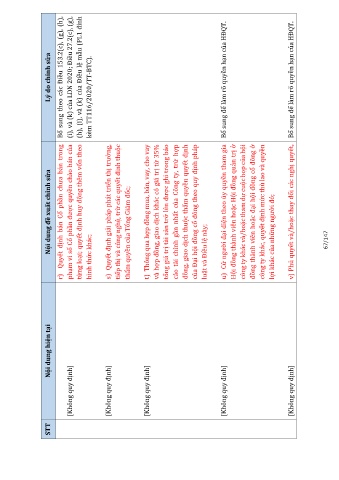 STT
Nội dung hiện tại
Nội dung đề xuất chỉnh sửa
Lý do chỉnh sửa
[Không quy định]
r) Quyết định bán Cổ phần chưa bán trong
phạm vi số Cổ phần được quyền chào bán của
từng loại; quyết định huy động thêm vốn theo
hình thức khác;
Bổ sung theo các Điều 153.2(c), (g), (h),
(i), và (k) của LDN 2020; Điều 27.2(c), (g),
(h), (i), và (k) của Điều lệ mẫu (PL1 đính
kèm TT116/2020/TT-BTC).
[Không quy định]
s) Quyết định giải pháp phát triển thị trường,
tiếp thị và công nghệ, trừ các quyết định thuộc
thẩm quyền của Tổng Giám đốc;
[Không quy định]
t) Thông qua hợp đồng mua, bán, vay, cho vay
và hợp đồng, giao dịch khác có giá trị từ 35%
tổng giá trị tài sản trở lên được ghi trong báo
cáo tài chính gần nhất của Công ty, trừ hợp
đồng, giao dịch thuộc thẩm quyền quyết định
của Đại hội đồng cổ đông theo quy định pháp
luật và Điều lệ này;
[Không quy định]
u) Cử người đại diện theo ủy quyền tham gia
Hội đồng thành viên hoặc Hội đồng quản trị ở
công ty khác và/hoặc tham dự cuộc họp của hội
đồng thành viên hoặc đại hội đồng cổ đông ở
công ty khác, quyết định mức thù lao và quyền
lợi khác của những người đó;
Bổ sung để làm rõ quyền hạn của HĐQT.
[Không quy định]
v) Phê duyệt và/hoặc thay đổi các nghị quyết,
Bổ sung để làm rõ quyền hạn của HĐQT.
67/147